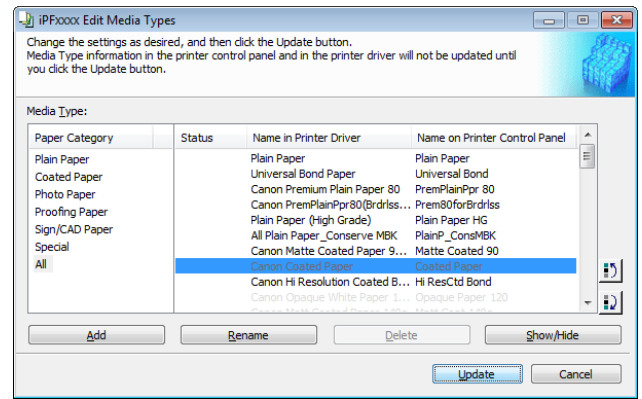 iPFxxxx Edit Media Types
Change the settings as desired, and then click the Update button.
Media Type information in the printer control panel and in the printer driver will not be updated until
you click the Update button.
Media Type:
Paper Category Status Name in Printer Driver Name on Printer Control Panel
Plain Paper Plain Paper Plain Paper
Coated Paper Universal Bond Paper Universal Bond
Photo Paper Canon Premium Plain Paper 80 PremPlainPpr 80
Proofing Paper Canon PremPlainPpr80(Brdrlss... Prem80forBrdrlss
Sign/CAD Paper Plain Paper (High Grade) Plain Paper HG
Special All Plain Paper_Conserve MBK PlainP_ConsMBK
All Canon Matte Coated Paper 9... Matte Coated 90
Canon Coated Paper Coated Paper
Canon Hi Resolution Coated B... Hi ResCtd Bond
Canon Opaque White Paper 1... Opaque Paper 120
Add Rename Delete Show/Hide
Update Cancel